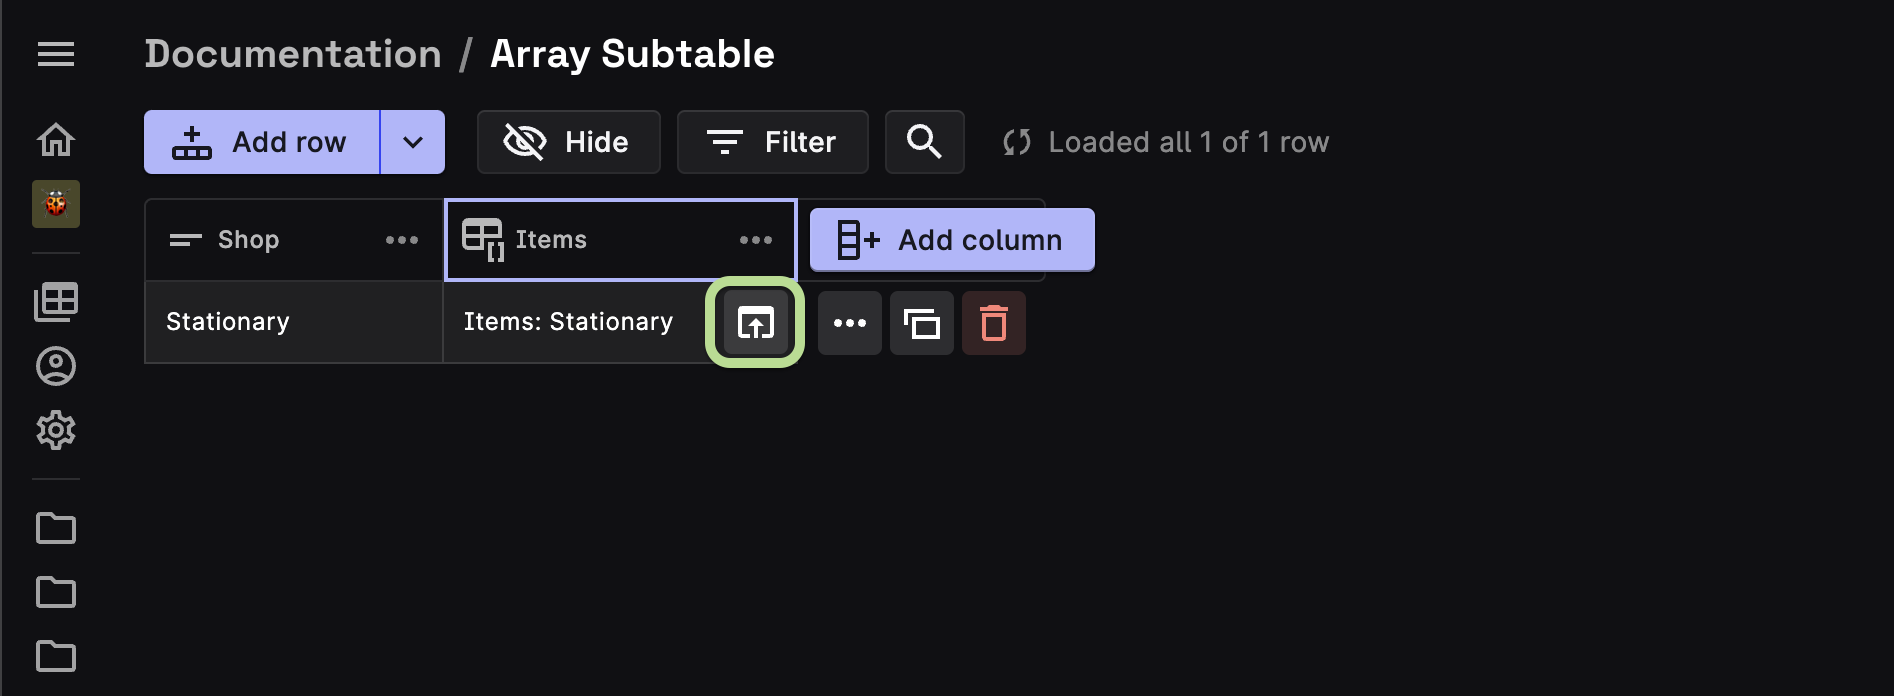 Documentation / Array Subtable
Add row Hide Filter Loaded all 1 of 1 row
Shop Items Add column
Stationary Items: Stationary